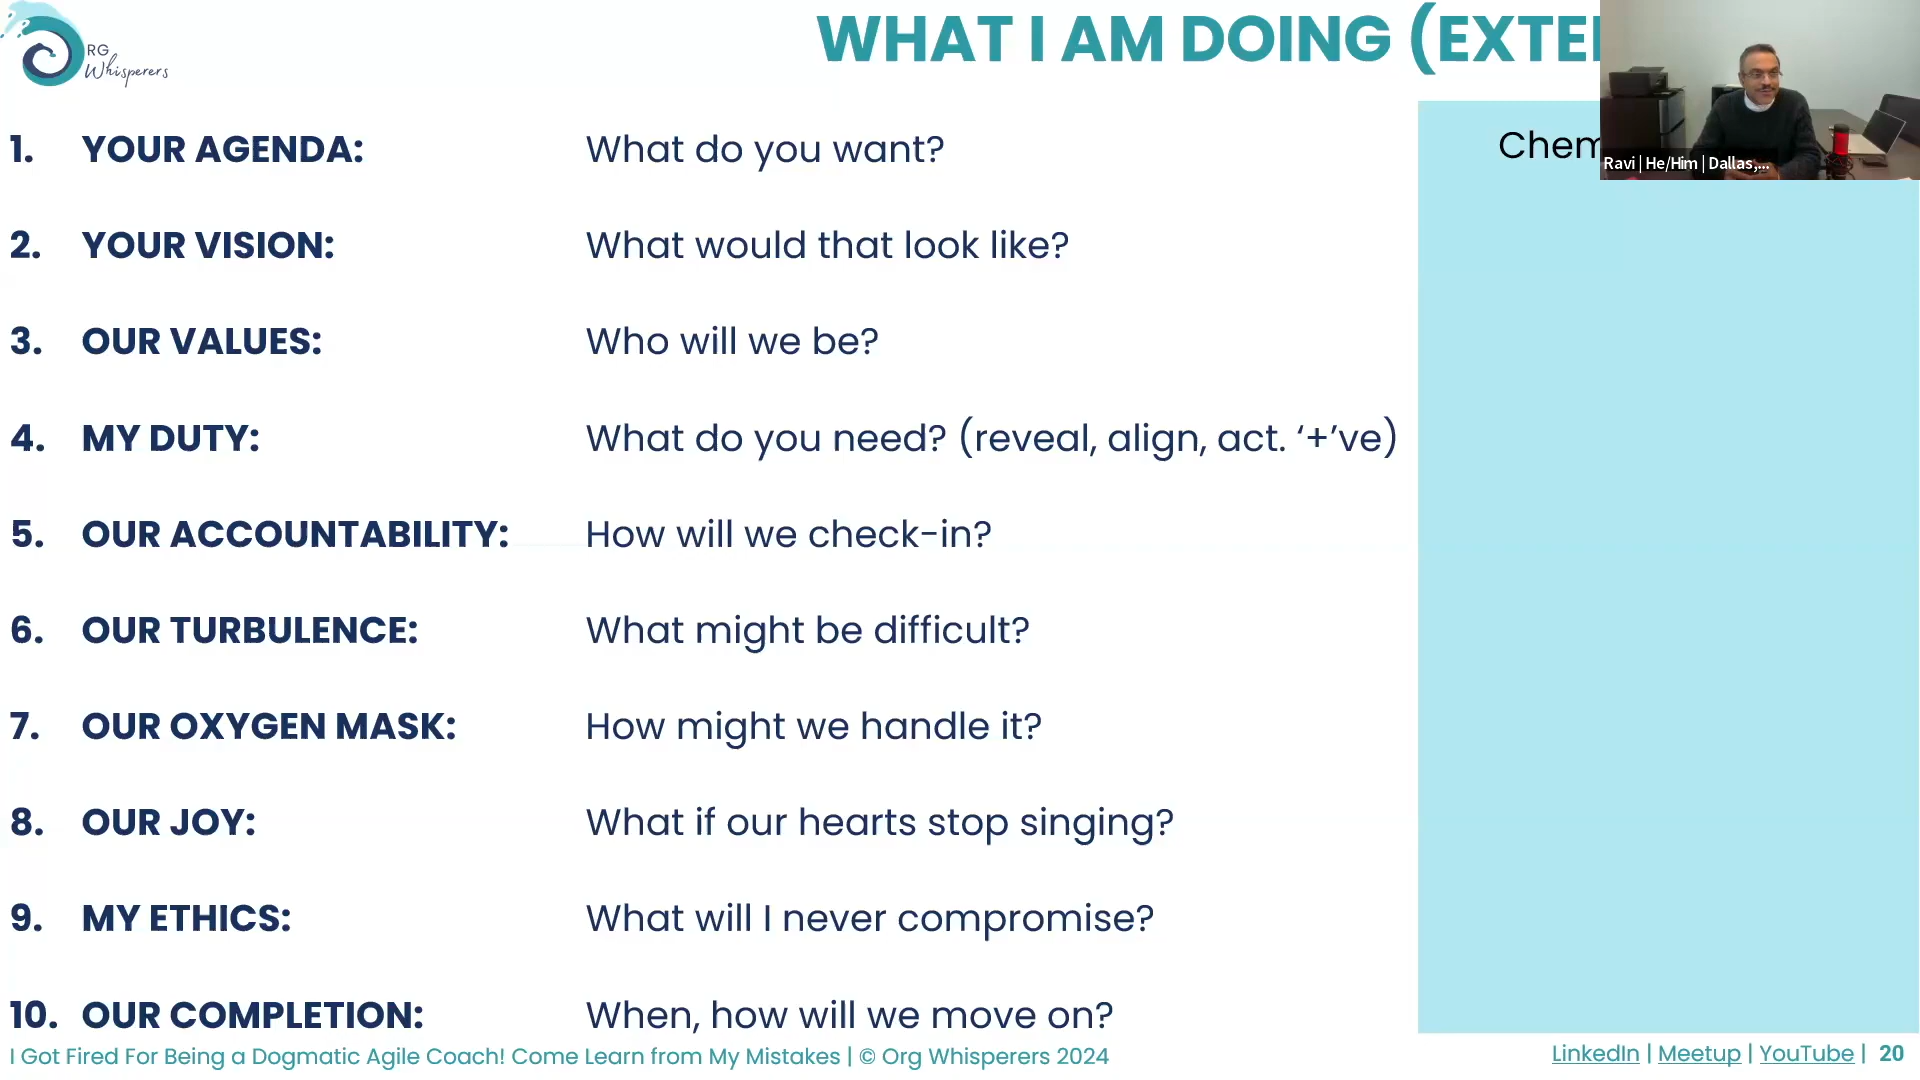 RG
Whisperers
WHAT I AM DOING (EXTE
1. YOUR AGENDA: What do you want?
Chem
Ravi | He/Him | Dallas,...
2. YOUR VISION: What would that look like?
3. OUR VALUES: Who will we be?
4. MY DUTY: What do you need? (reveal, align, act. ‘+’ve)
5. OUR ACCOUNTABILITY: How will we check-in?
6. OUR TURBULENCE: What might be difficult?
7. OUR OXYGEN MASK: How might we handle it?
8. OUR JOY: What if our hearts stop singing?
9. MY ETHICS: What will I never compromise?
10. OUR COMPLETION: When, how will we move on?
I Got Fired For Being a Dogmatic Agile Coach! Come Learn from My Mistakes | © Org Whisperers 2024
LinkedIn | Meetup | YouTube | 20